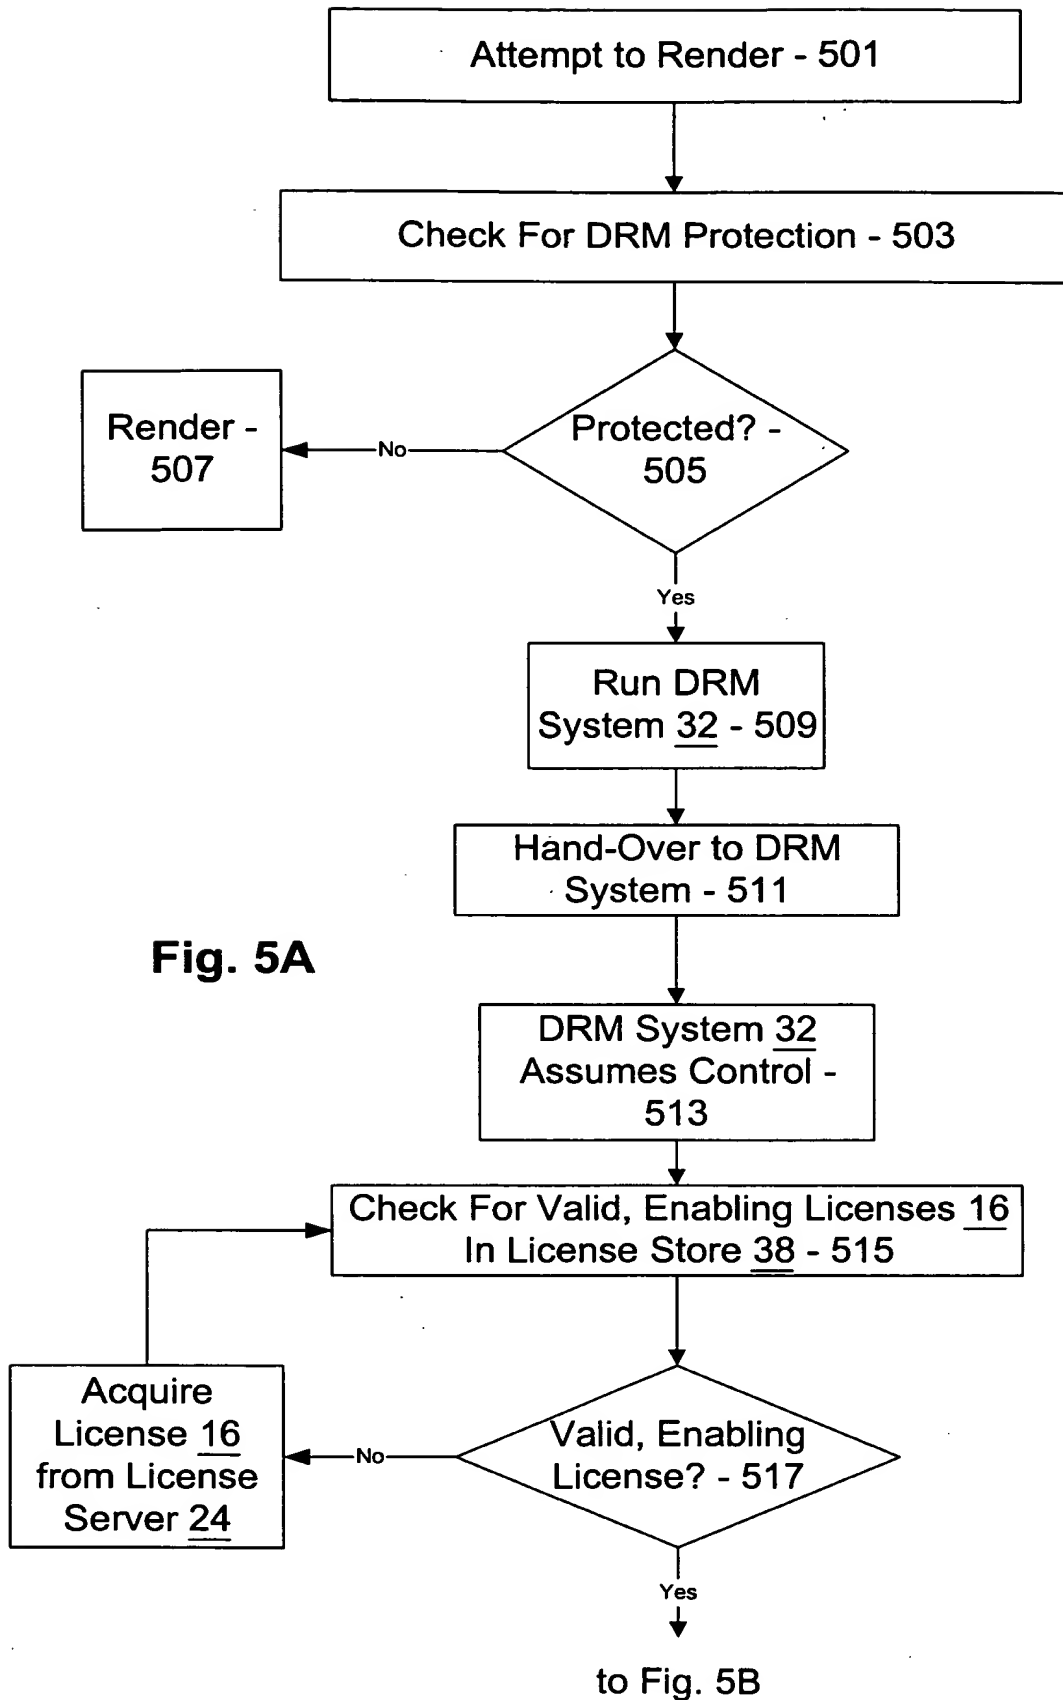 Attempt to Render - 501
Check For DRM Protection - 503
Protected? -
505
No
Render -
507
Yes
Run DRM
System 32 - 509
Hand-Over to DRM
System - 511
Fig. 5A
DRM System 32
Assumes Control -
513
Check For Valid, Enabling Licenses 16
In License Store 38 - 515
Valid, Enabling
License? - 517
No
Acquire
License 16
from License
Server 24
Yes
to Fig. 5B